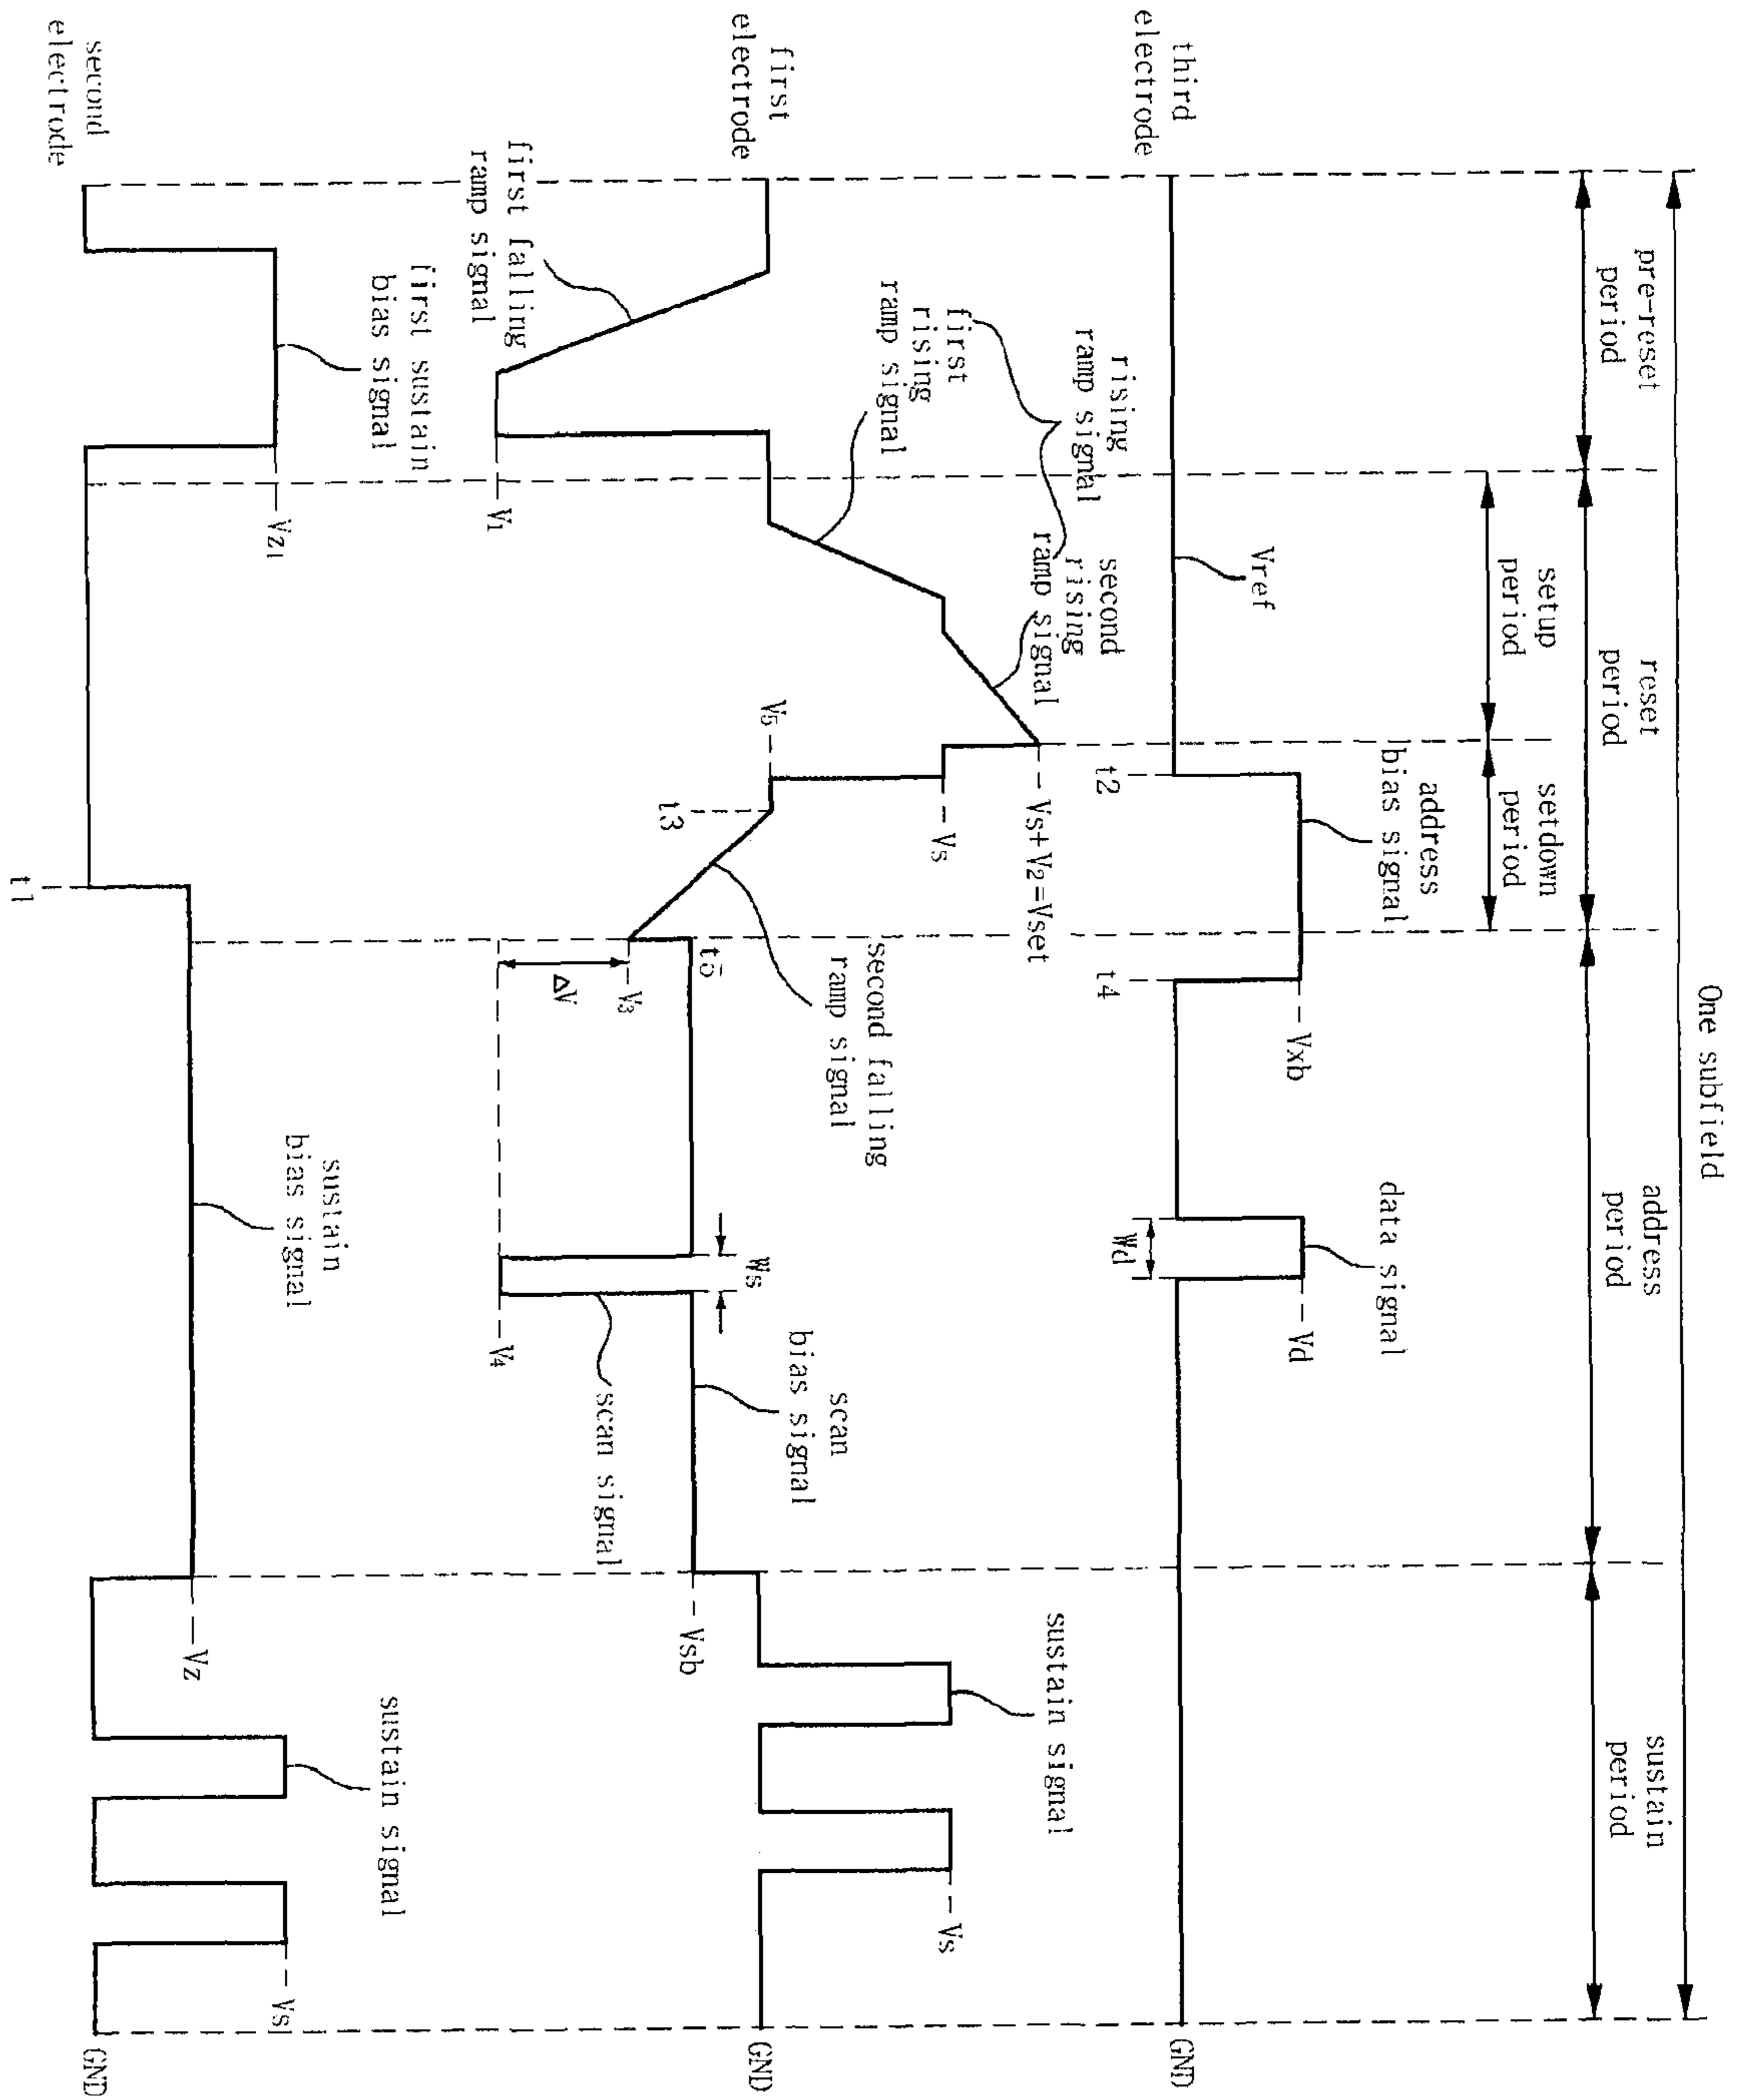 One subfield
pre-reset
period
reset
period
address
period
sustain
period
setup
period
setdown
period
third
electrode
Vref
address
bias signal
t2
t4
Vxb
data signal
Wd
Vd
GND
rising
ramp signal
first
rising
ramp signal
second
rising
ramp signal
Vs+V2=Vset
Vs
V5
t3
first
electrode
first falling
ramp signal
V1
second falling
ramp signal
t5
V3
ΔV
Ws
scan
bias signal
scan signal
V4
Vsb
sustain signal
Vs
GND
second
electrode
first sustain
bias signal
Vz1
t1
sustain
bias signal
Vz
sustain signal
Vs
GND